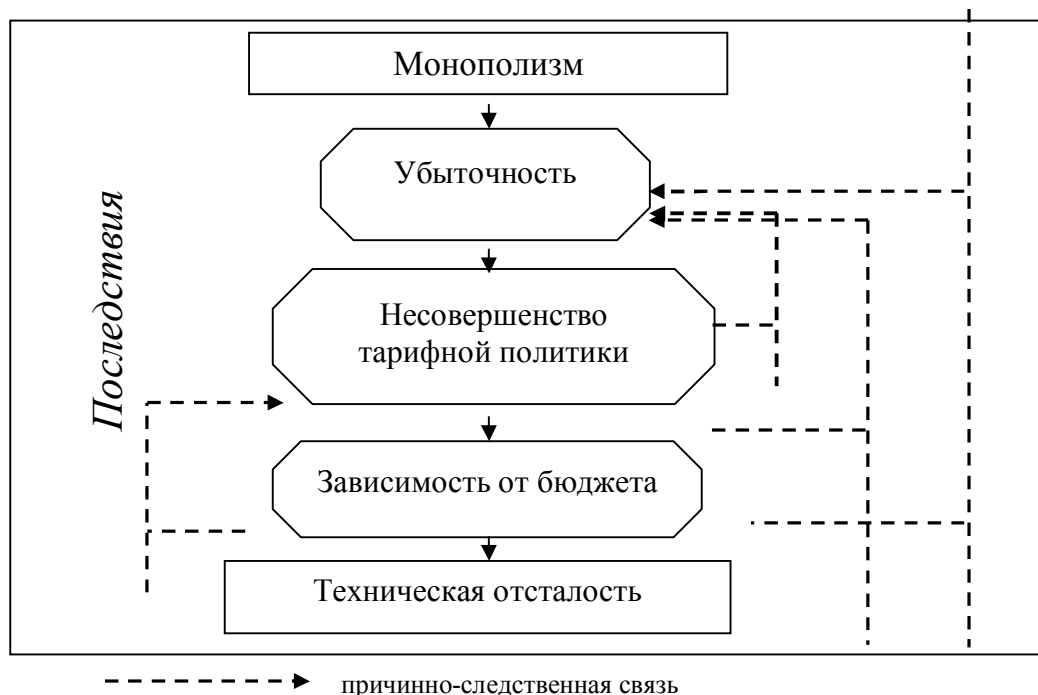 Монополизм
Убыточность
Последствия
Несовершенство
тарифной политики
Зависимость от бюджета
Техническая отсталость
причинно-следственная связь